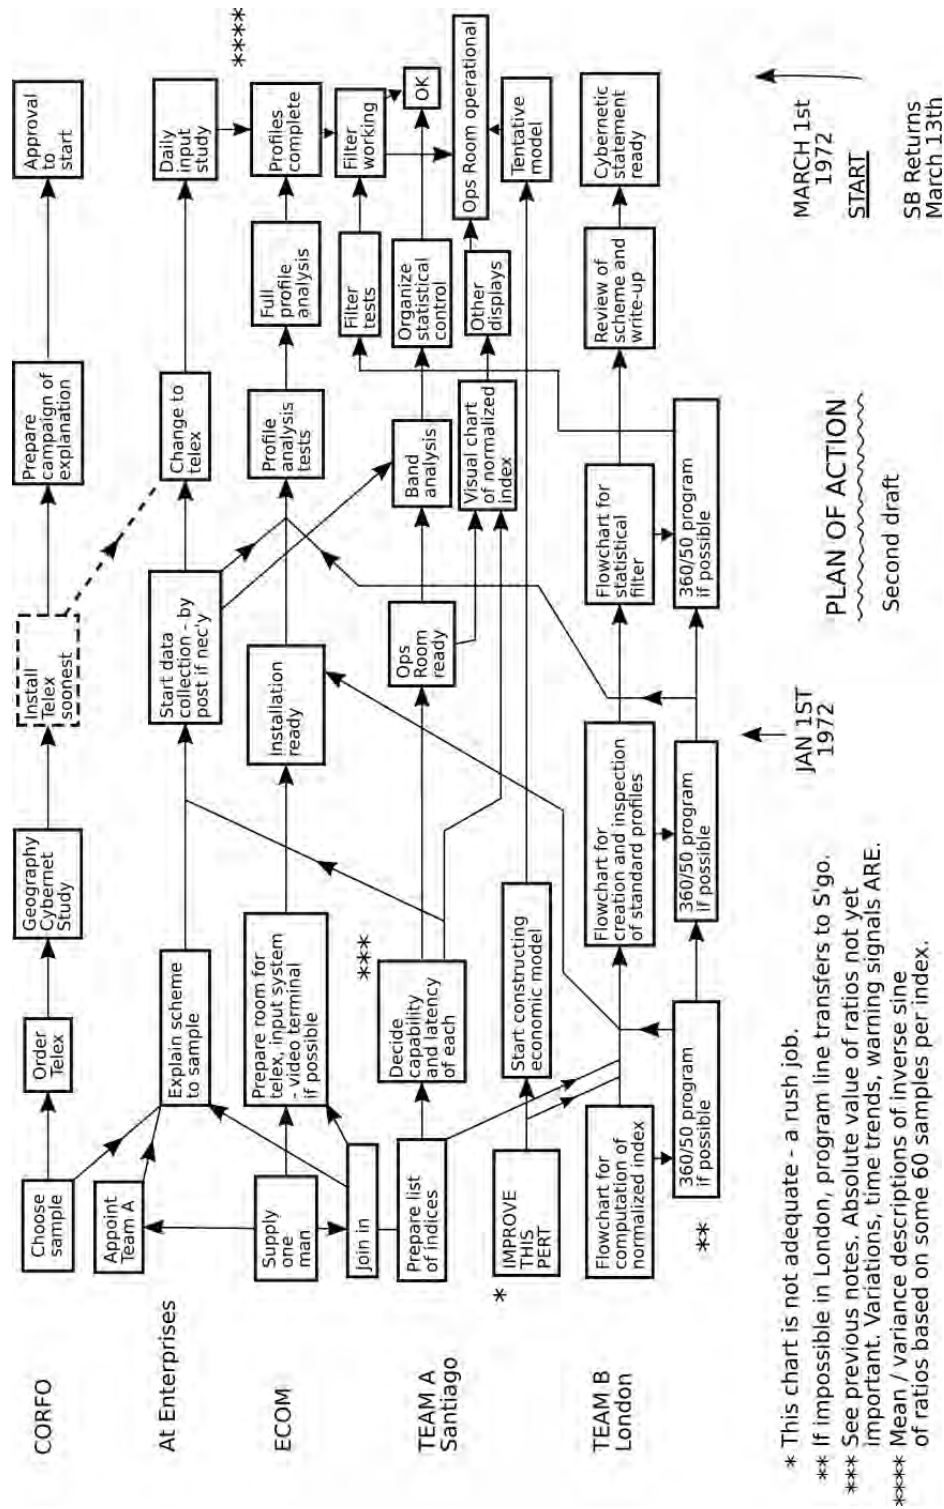 CORFO
Choose
sample
Order
Telex
Geography
Cybernet
Study
Install
Telex
soonest
Prepare
campaign of
explanation
Approval
to
start
At Enterprises
Appoint
Team A
Explain scheme
to sample
Start data
collection - by
post if nec'y
Change to
telex
Daily
input
study
****
ECOM
Supply
one
man
Prepare room for
telex, input system
- video terminal
if possible
Installation
ready
Profile
analysis
tests
Full
profile
analysis
Profiles
complete
Join in
Filter
tests
Filter
working
TEAM A
Santiago
Prepare list
of indices
Decide
capability
and latency
of each
***
Ops
Room
ready
Band
analysis
Organize
statistical
control
OK
Visual chart
of normalized
index
Other
displays
Ops Room operational
*
IMPROVE
THIS
PERT
Start constructing
economic model
Tentative
model
TEAM B
London
Flowchart for
computation of
normalized index
Flowchart for
creation and inspection
of standard profiles
Flowchart for
statistical
filter
Review of
scheme and
write-up
Cybernetic
statement
ready
**
360/50 program
if possible
360/50 program
if possible
360/50 program
if possible
JAN 1ST
1972
MARCH 1st
1972
START
SB Returns
March 13th
PLAN OF ACTION
Second draft
* This chart is not adequate - a rush job.
** If impossible in London, program line transfers to S'go.
*** See previous notes. Absolute value of ratios not yet
important. Variations, time trends, warning signals ARE.
**** Mean / variance descriptions of inverse sine
of ratios based on some 60 samples per index.